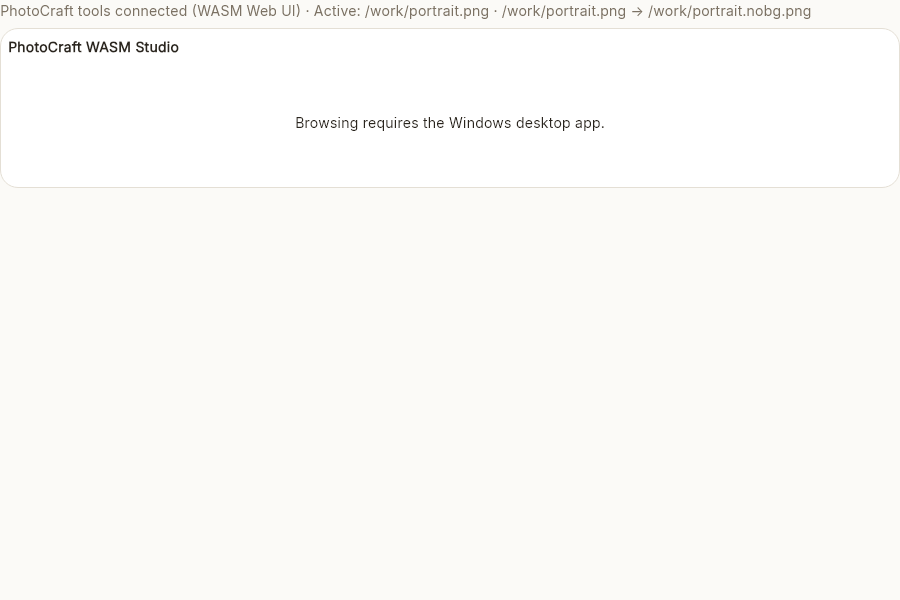 PhotoCraft tools connected (WASM Web UI) · Active: /work/portrait.png · /work/portrait.png → /work/portrait.nobg.png
PhotoCraft WASM Studio
Browsing requires the Windows desktop app.